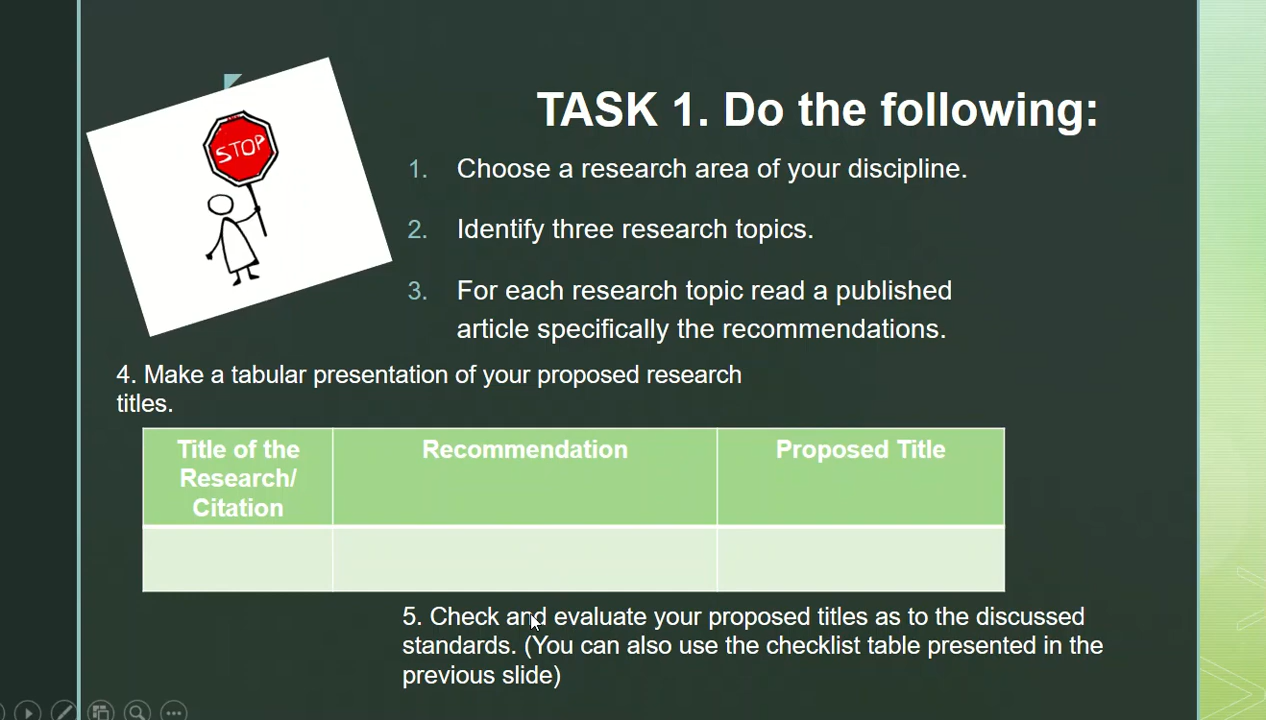 STOP
TASK 1. Do the following:
1. Choose a research area of your discipline.
2. Identify three research topics.
3. For each research topic read a published
article specifically the recommendations.
4. Make a tabular presentation of your proposed research
titles.
Title of the
Research/
Citation
Recommendation
Proposed Title
5. Check and evaluate your proposed titles as to the discussed
standards. (You can also use the checklist table presented in the
previous slide)